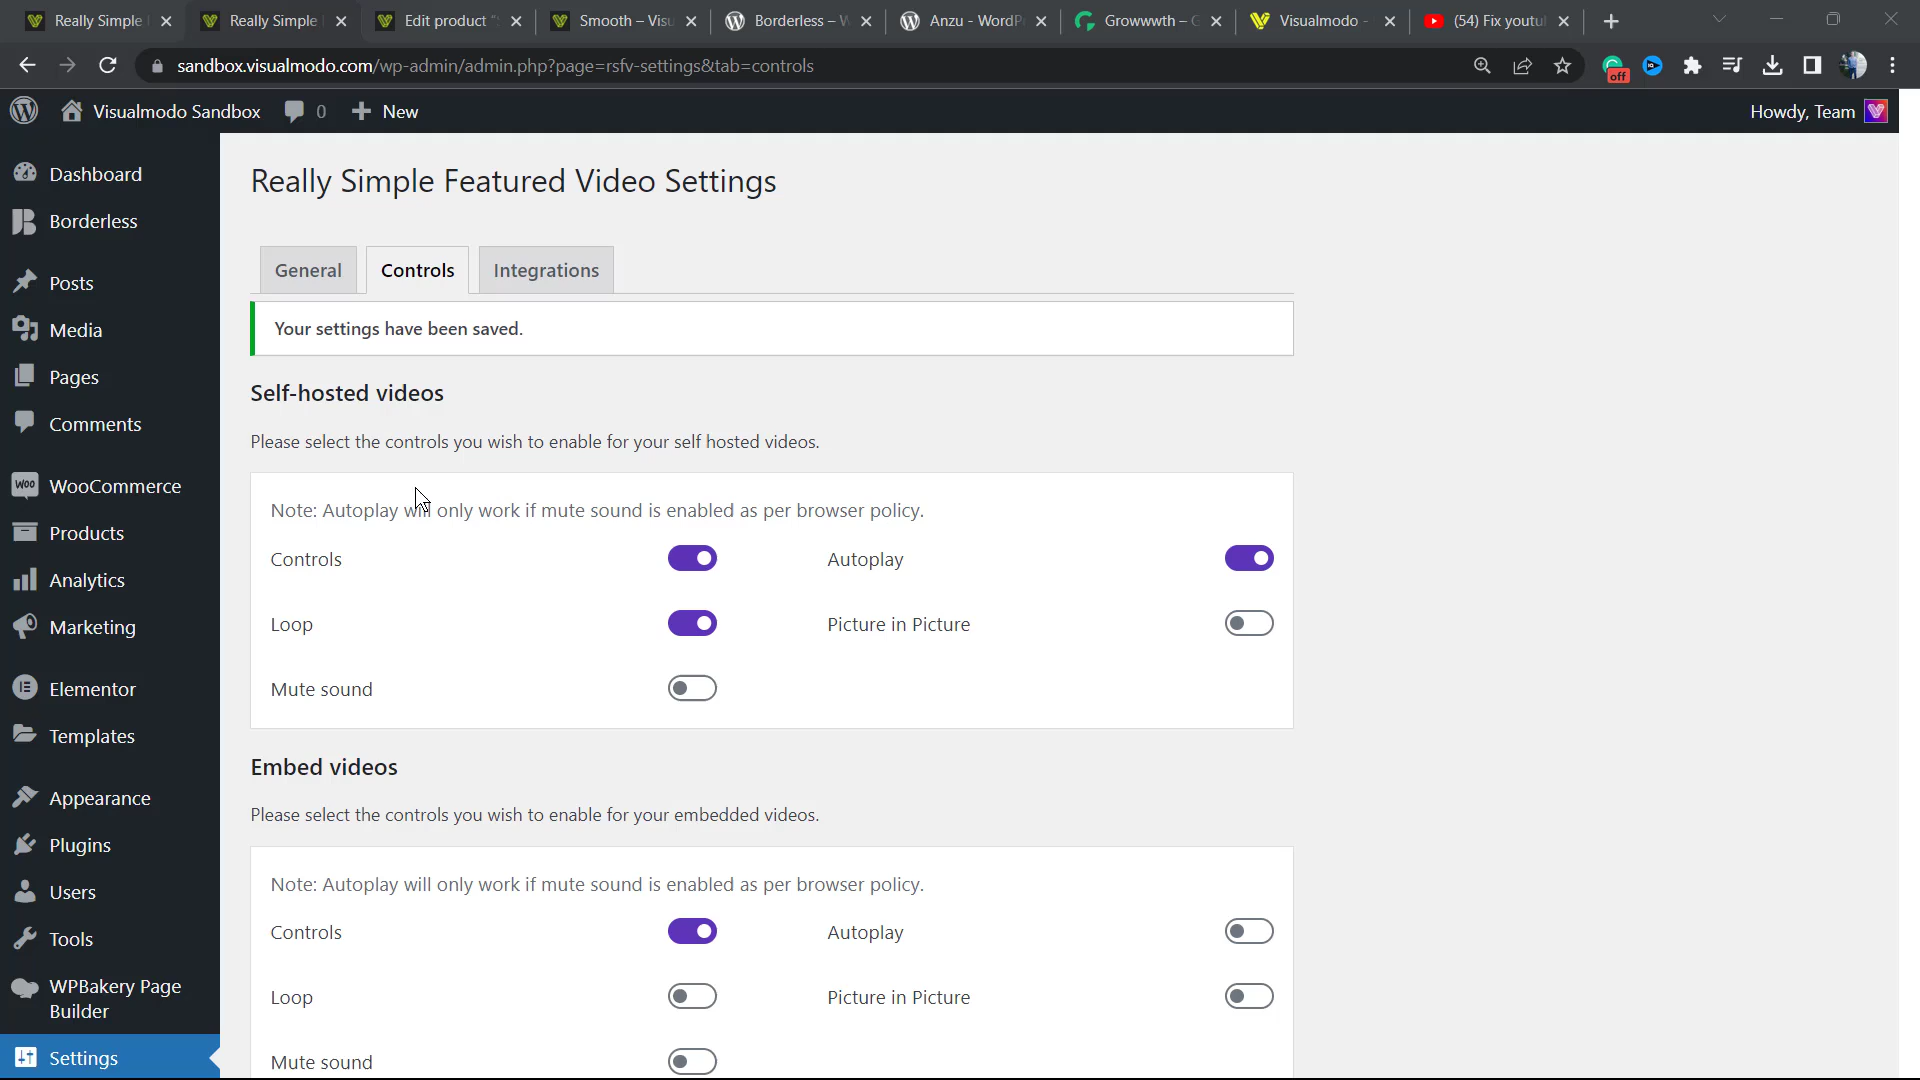 Really Simple
Really Simple
Edit product "
Smooth – Visu
Borderless – W
Anzu - WordP
Growwwth – G
Visualmodo -
(54) Fix youtu
sandbox.visualmodo.com/wp-admin/admin.php?page=rsfv-settings&tab=controls
off
Visualmodo Sandbox
0
New
Howdy, Team
Dashboard
Borderless
Posts
Media
Pages
Comments
WooCommerce
Products
Analytics
Marketing
Elementor
Templates
Appearance
Plugins
Users
Tools
WPBakery Page
Builder
Settings
Really Simple Featured Video Settings
General
Controls
Integrations
Your settings have been saved.
Self-hosted videos
Please select the controls you wish to enable for your self hosted videos.
Note: Autoplay will only work if mute sound is enabled as per browser policy.
Controls
Autoplay
Loop
Picture in Picture
Mute sound
Embed videos
Please select the controls you wish to enable for your embedded videos.
Note: Autoplay will only work if mute sound is enabled as per browser policy.
Controls
Autoplay
Loop
Picture in Picture
Mute sound